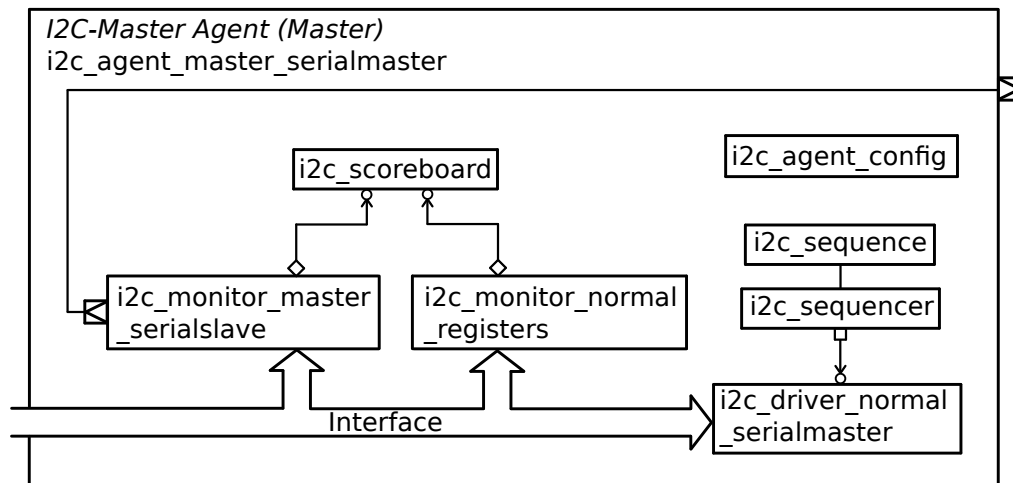 I2C-Master Agent (Master)
i2c_agent_master_serialmaster
i2c_scoreboard
i2c_agent_config
i2c_sequence
i2c_monitor_master
_serialslave
i2c_monitor_normal
_registers
i2c_sequencer
i2c_driver_normal
_serialmaster
Interface